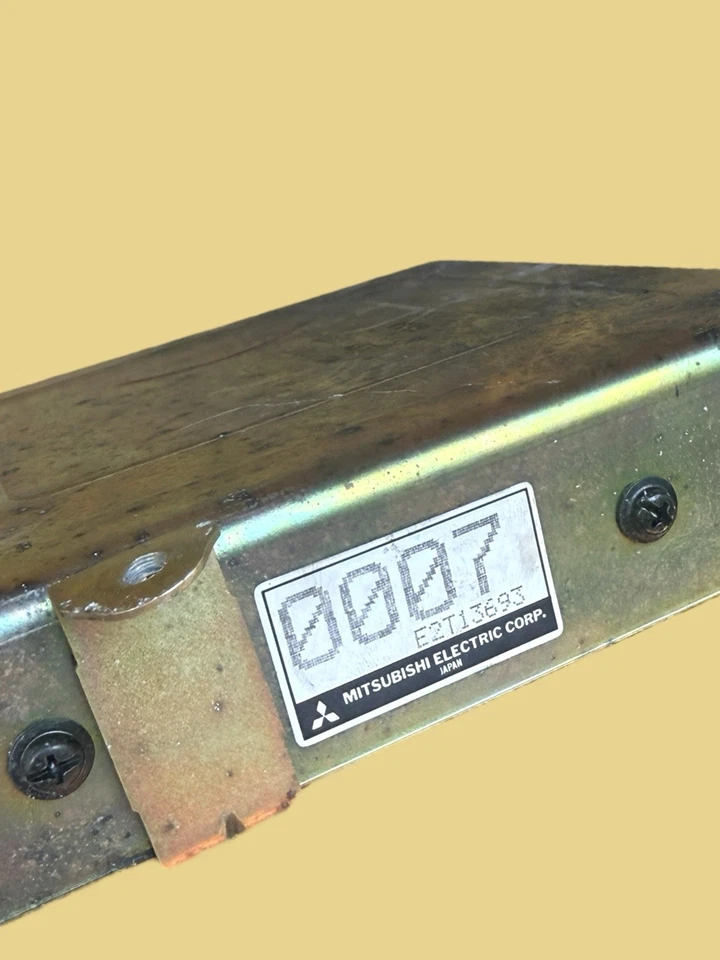 0007
E2T13693
MITSUBISHI ELECTRIC CORP.
JAPAN